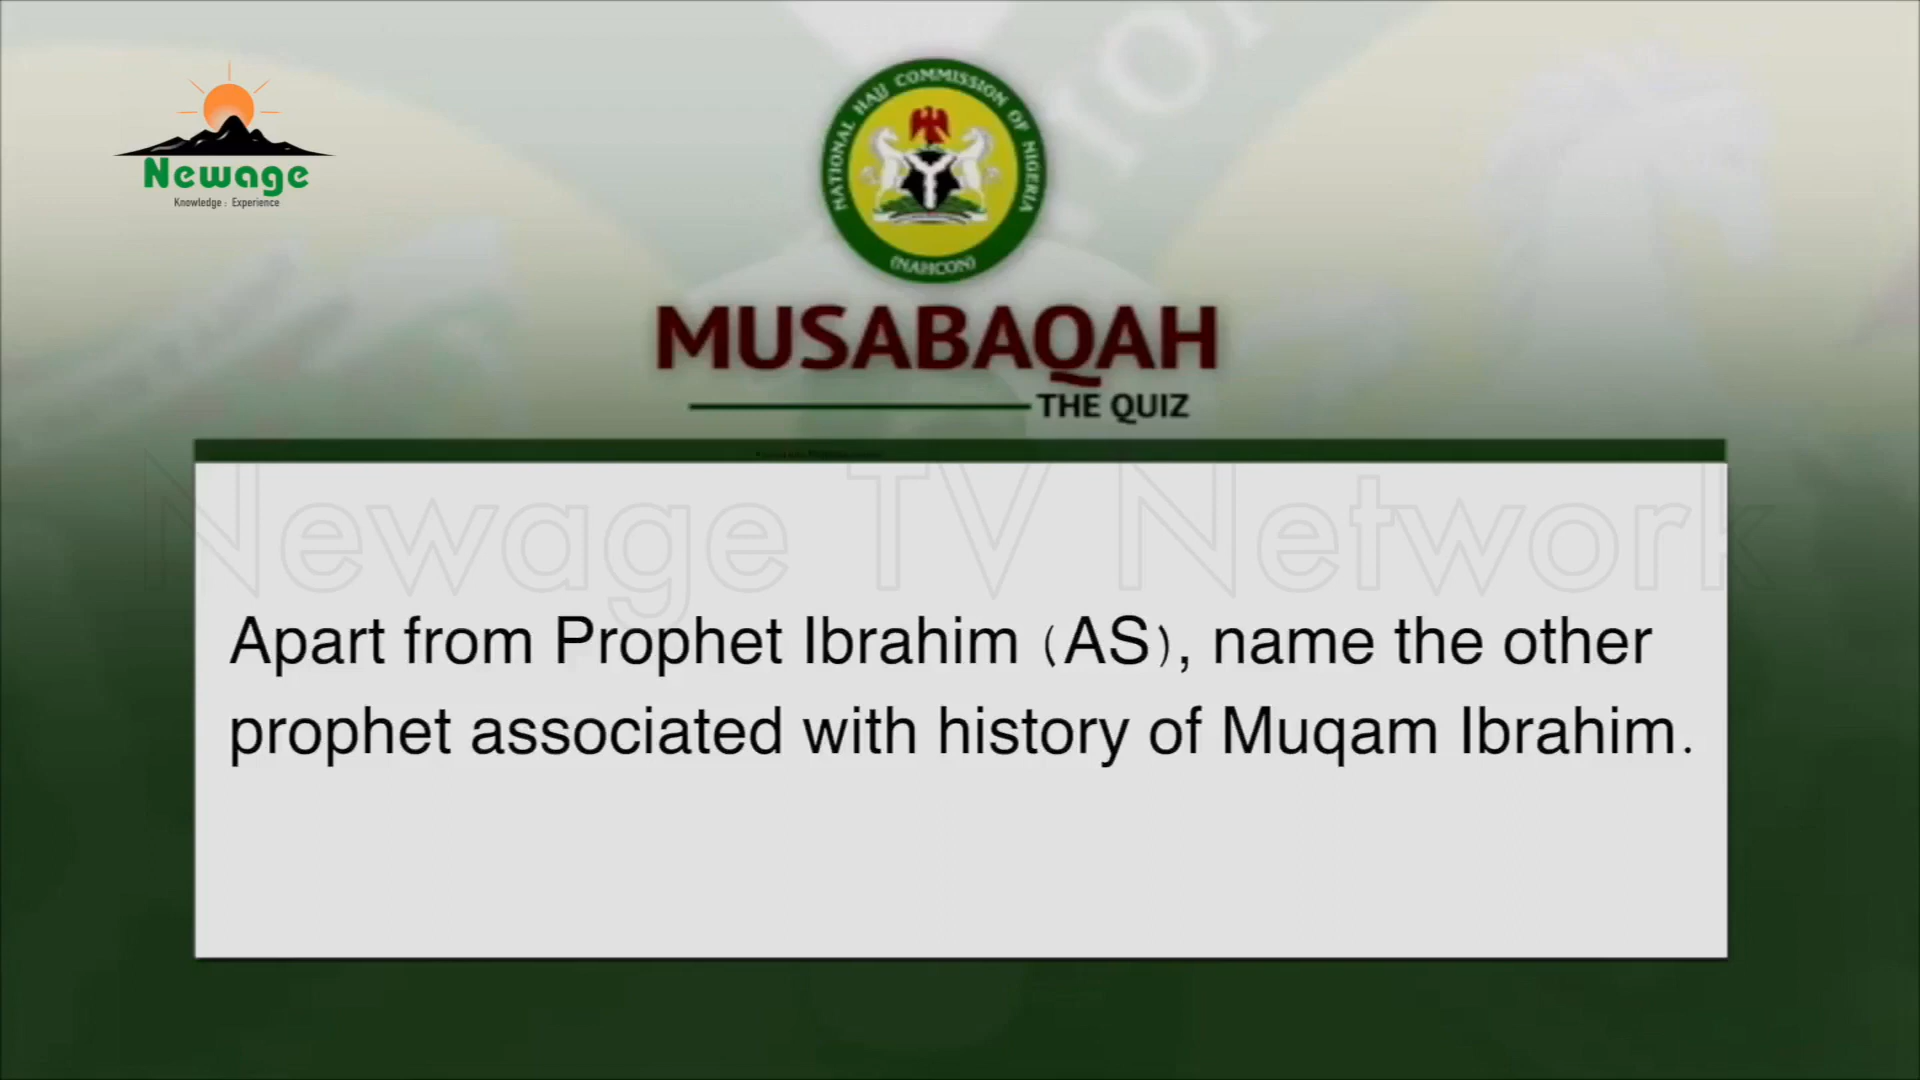 NATIONAL HAJJ COMMISSION OF NIGERIA
(NAHCON)
Newage
Knowledge : Experience
MUSABAQAH
THE QUIZ
Newage TV Network
Apart from Prophet Ibrahim (AS), name the other
prophet associated with history of Muqam Ibrahim.